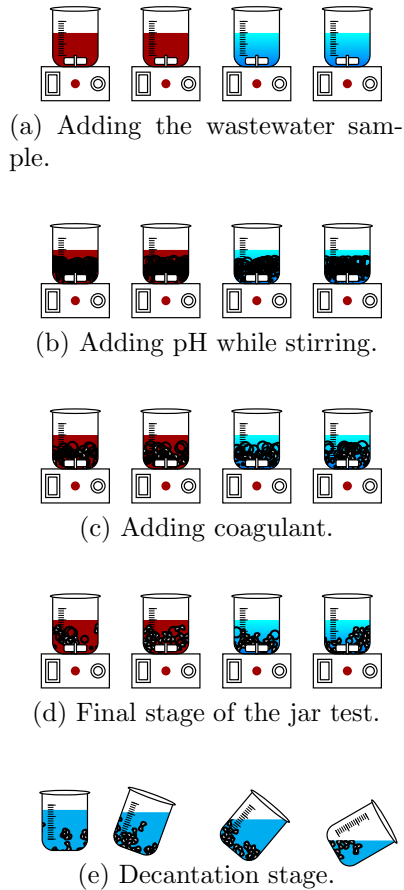 (a) Adding the wastewater sam-
ple.
(b) Adding pH while stirring.
(c) Adding coagulant.
(d) Final stage of the jar test.
(e) Decantation stage.